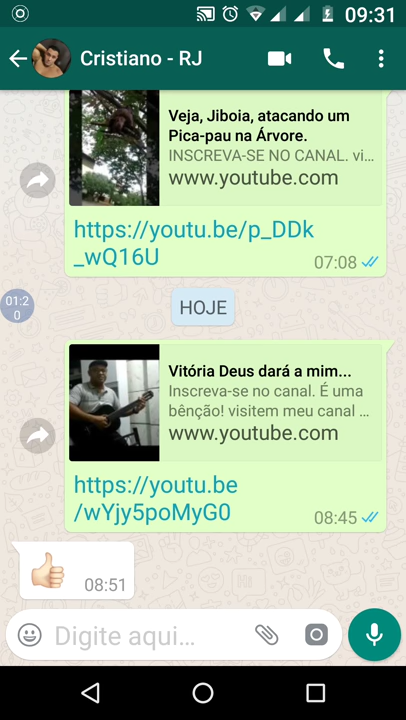 09:31
Cristiano - RJ
Veja, Jiboia, atacando um
Pica-pau na Árvore.
INSCREVA-SE NO CANAL. vi…
www.youtube.com
https://youtu.be/p_DDk
_wQ16U
07:08
01:2
0
HOJE
Vitória Deus dará a mim...
Inscreva-se no canal. É uma
bênção! visitem meu canal …
www.youtube.com
https://youtu.be
/wYjy5poMyG0
08:45
08:51
Digite aqui...